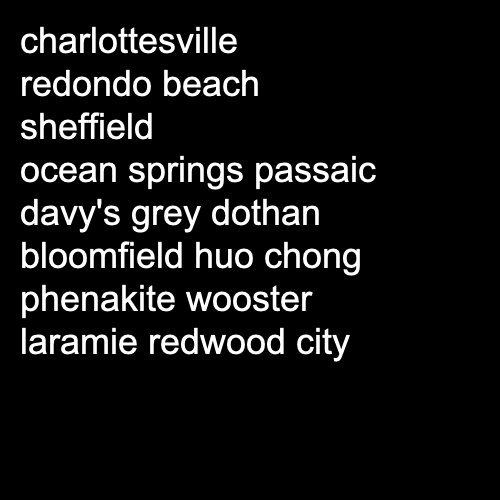 charlottesville
redondo beach
sheffield
ocean springs passaic
davy's grey dothan
bloomfield huo chong
phenakite wooster
laramie redwood city